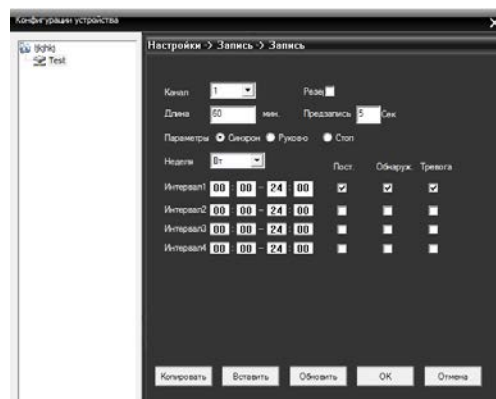 Конфигурации устройства
Test
Настройки -> Запись -> Запись
Канал 1 Резер
Длина 60 мин. Предзапись 5 Сек
Параметры Синхрон Руково Стоп
Недели Вт Пост. Обнаруж. Тревога
Интервал1 00 : 00 - 24 : 00
Интервал2 00 : 00 - 24 : 00
Интервал3 00 : 00 - 24 : 00
Интервал4 00 : 00 - 24 : 00
Копировать Вставить Обновить OK Отмена